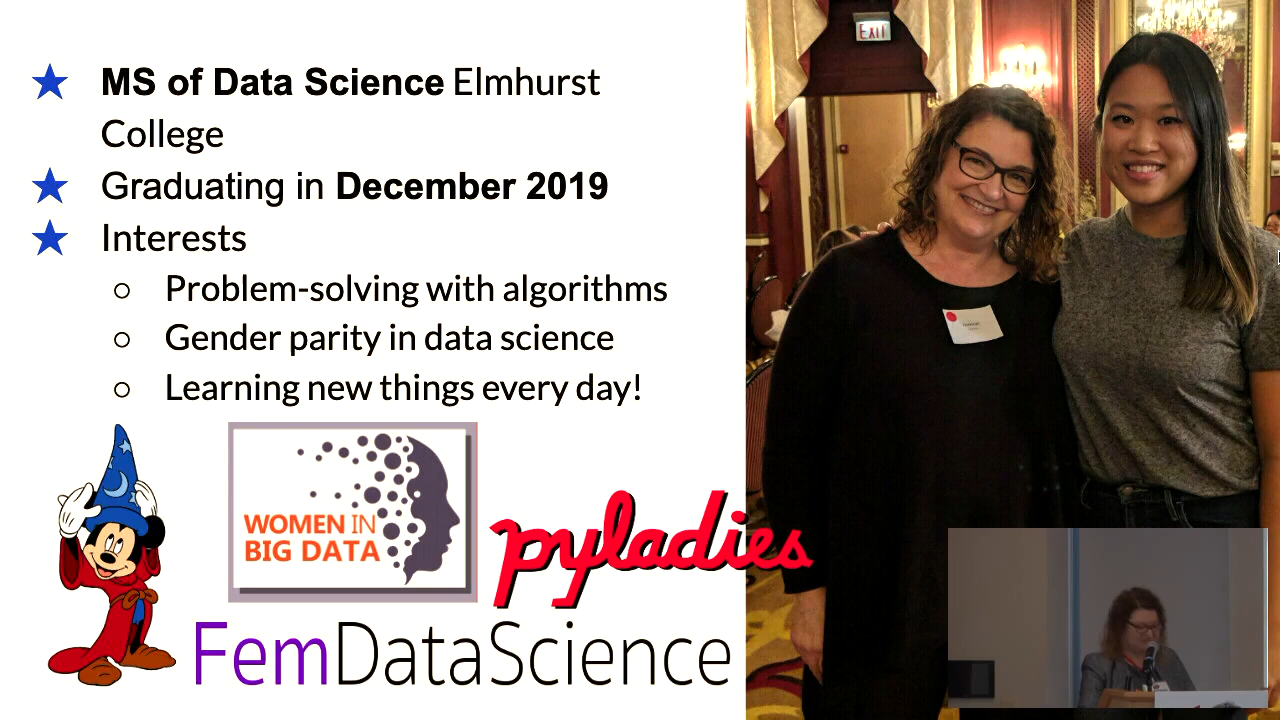 MS of Data Science Elmhurst
College
Graduating in December 2019
Interests
Problem-solving with algorithms
Gender parity in data science
Learning new things every day!
WOMEN IN
BIG DATA
pyladies
FemDataScience
EXIT